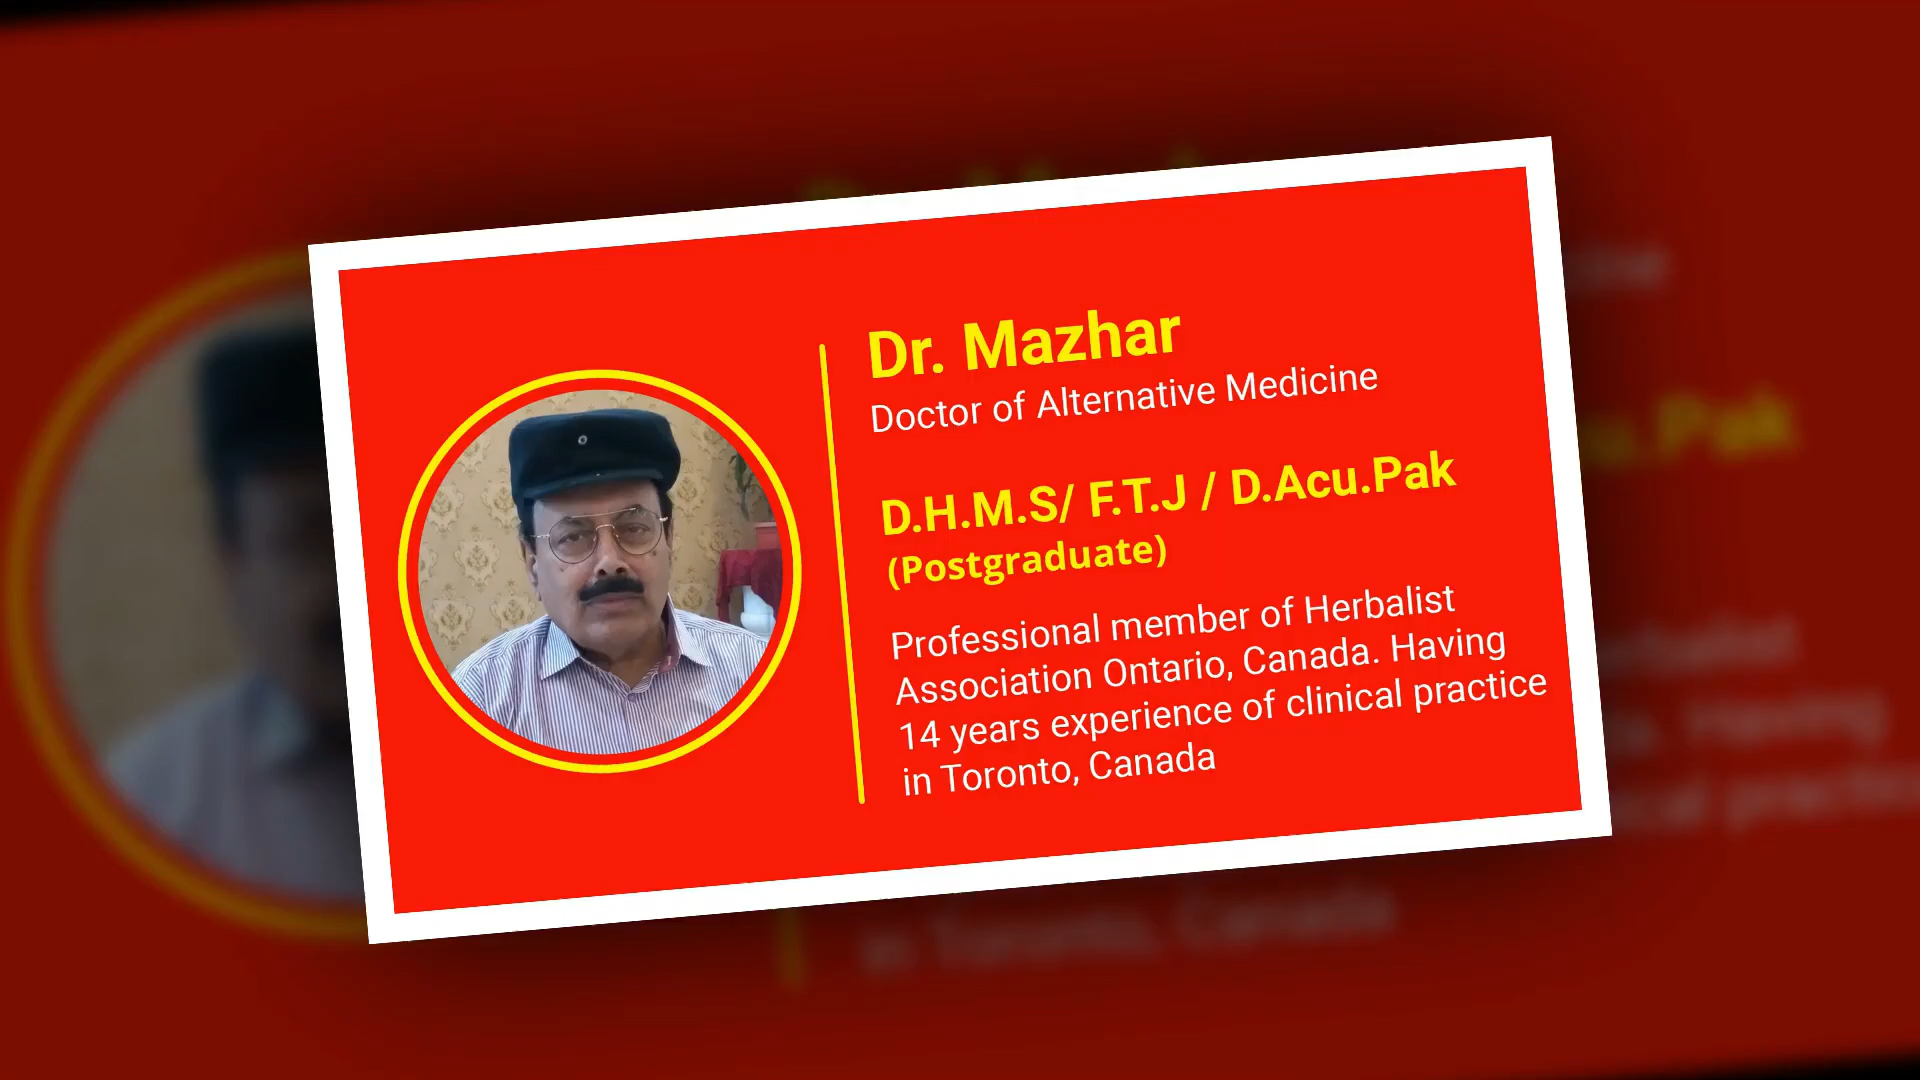 Dr. Mazhar
Doctor of Alternative Medicine
D.H.M.S/ F.T.J / D.Acu.Pak
(Postgraduate)
Professional member of Herbalist
Association Ontario, Canada. Having
14 years experience of clinical practice
in Toronto, Canada